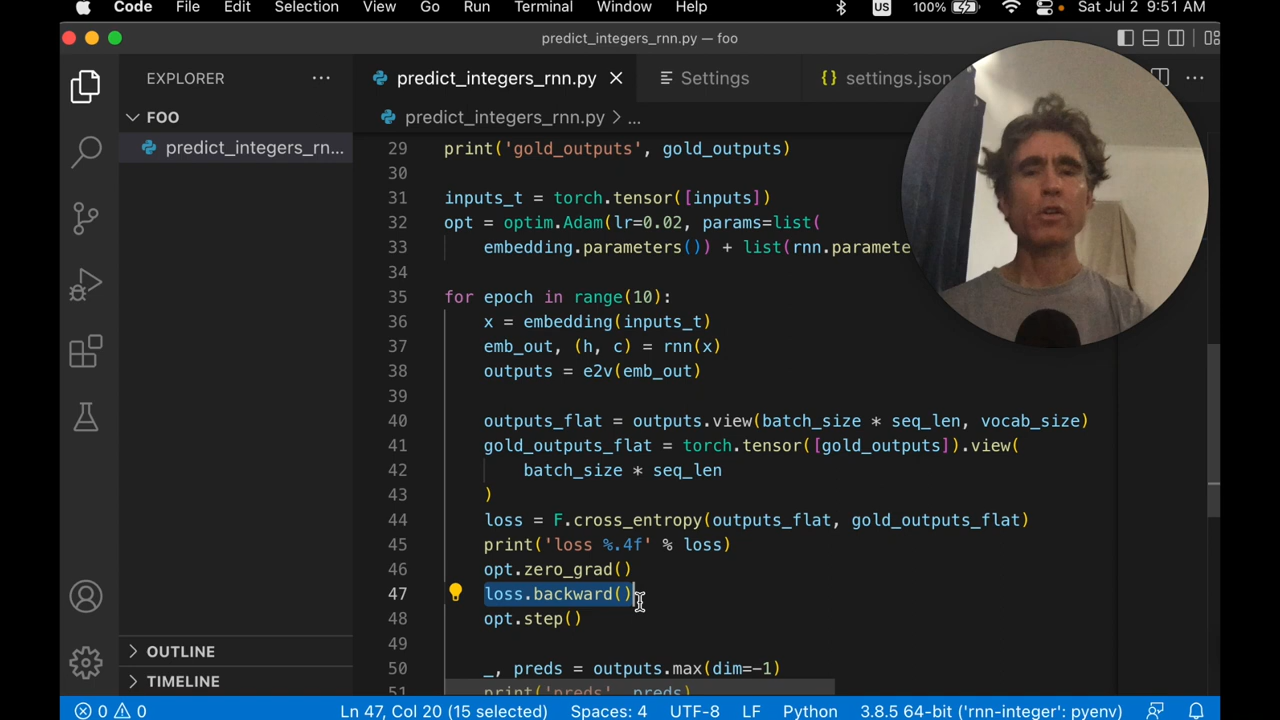 Code File Edit Selection View Go Run Terminal Window Help US 100% Sat Jul 2 9:51 AM
predict_integers_rnn.py — foo
EXPLORER
predict_integers_rnn.py
Settings
settings.json
FOO
predict_integers_rnn.py > ...
predict_integers_rn...
29 print('gold_outputs', gold_outputs)
30
31 inputs_t = torch.tensor([inputs])
32 opt = optim.Adam(lr=0.02, params=list(
33 embedding.parameters()) + list(rnn.paramete
34
35 for epoch in range(10):
36 x = embedding(inputs_t)
37 emb_out, (h, c) = rnn(x)
38 outputs = e2v(emb_out)
39
40 outputs_flat = outputs.view(batch_size * seq_len, vocab_size)
41 gold_outputs_flat = torch.tensor([gold_outputs]).view(
42 batch_size * seq_len
43 )
44 loss = F.cross_entropy(outputs_flat, gold_outputs_flat)
45 print('loss %.4f' % loss)
46 opt.zero_grad()
47 loss.backward()
48 opt.step()
49
50 _, preds = outputs.max(dim=-1)
51 print('preds', preds)
OUTLINE
TIMELINE
0 0 Ln 47, Col 20 (15 selected) Spaces: 4 UTF-8 LF Python 3.8.5 64-bit ('rnn-integer': pyenv)